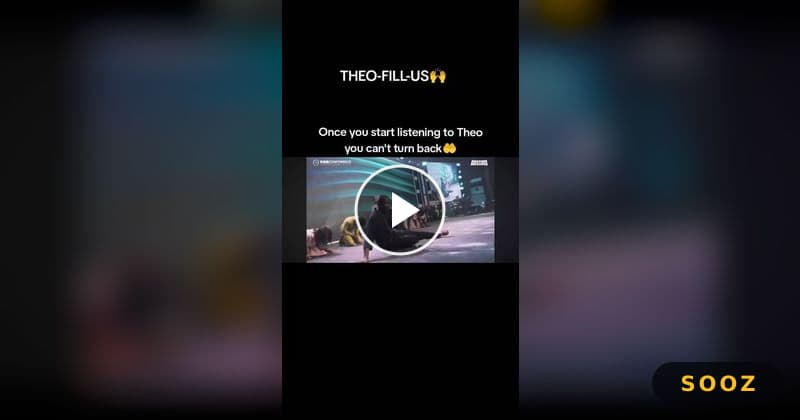 THEO-FILL-US🙌
Once you start listening to Theo
you can't turn back🤲
SOOZ